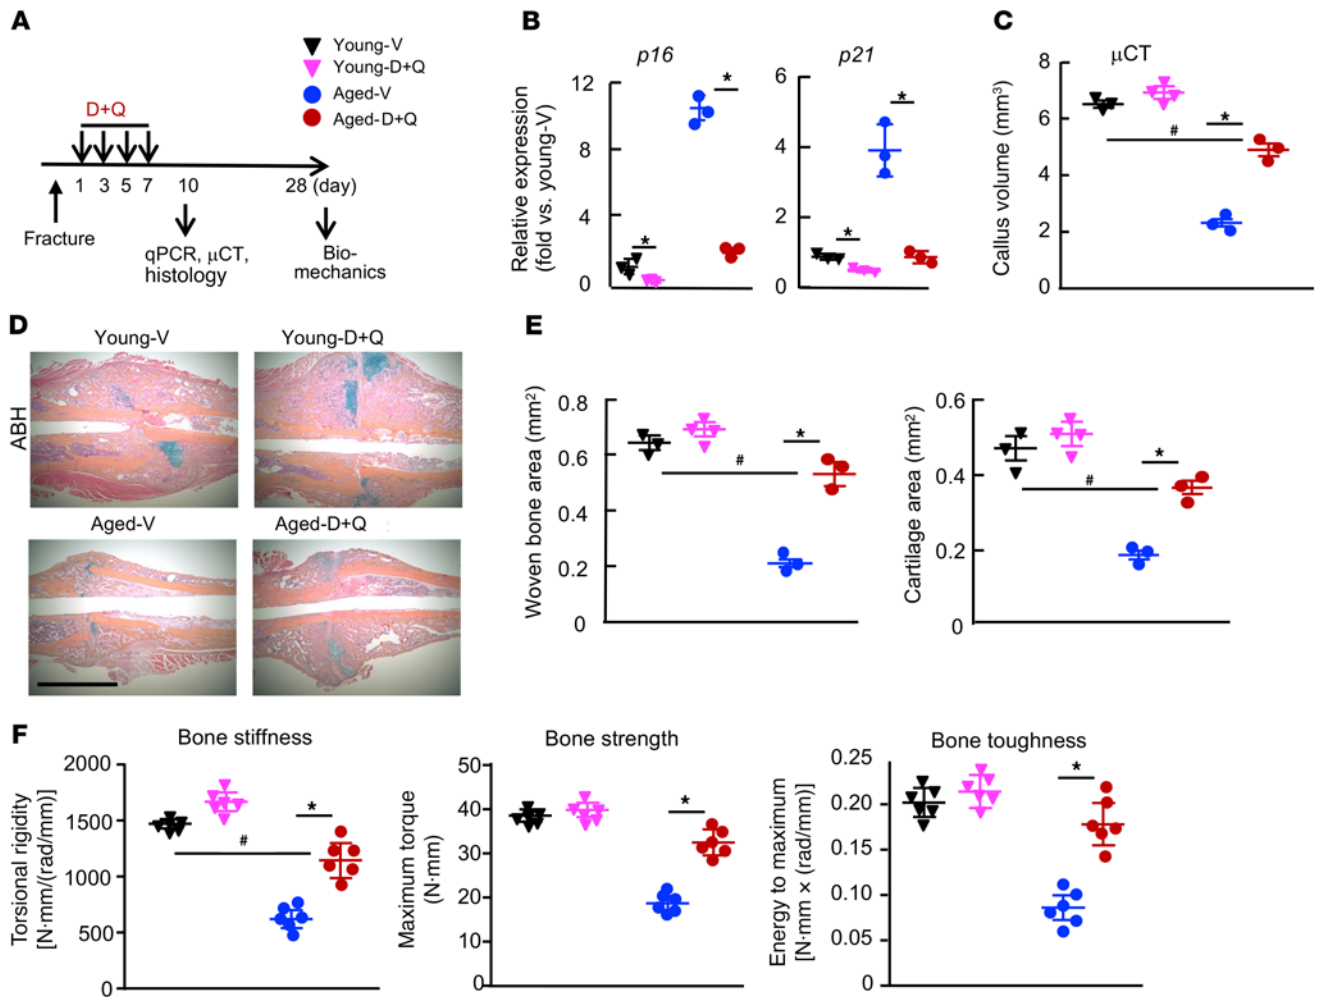 A
Young-V
Young-D+Q
Aged-V
Aged-D+Q
D+Q
1 3 5 7 10 28 (day)
Fracture
qPCR, µCT,
histology
Bio-
mechanics
B
p16
p21
Relative expression
(fold vs. young-V)
12
8
4
0
*
*
6
4
2
0
*
*
C
µCT
Callus volume (mm³)
8
6
4
2
0
*
#
D
ABH
Young-V
Young-D+Q
Aged-V
Aged-D+Q
E
Woven bone area (mm²)
0.8
0.6
0.4
0.2
0
*
#
Cartilage area (mm²)
0.6
0.4
0.2
0
*
#
F
Bone stiffness
Torsional rigidity
[N·mm/(rad/mm)]
2000
1500
1000
500
0
*
#
Bone strength
Maximum torque
(N·mm)
50
40
30
20
10
0
*
Bone toughness
Energy to maximum
[N·mm × (rad/mm)]
0.25
0.20
0.15
0.10
0.05
0
*